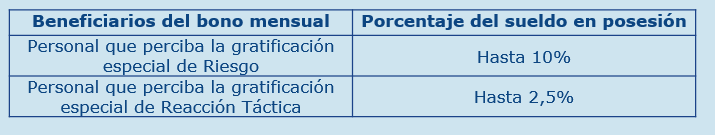 Beneficiarios del bono mensual
Porcentaje del sueldo en posesión
Personal que perciba la gratificación
especial de Riesgo
Hasta 10%
Personal que perciba la gratificación
especial de Reacción Táctica
Hasta 2,5%